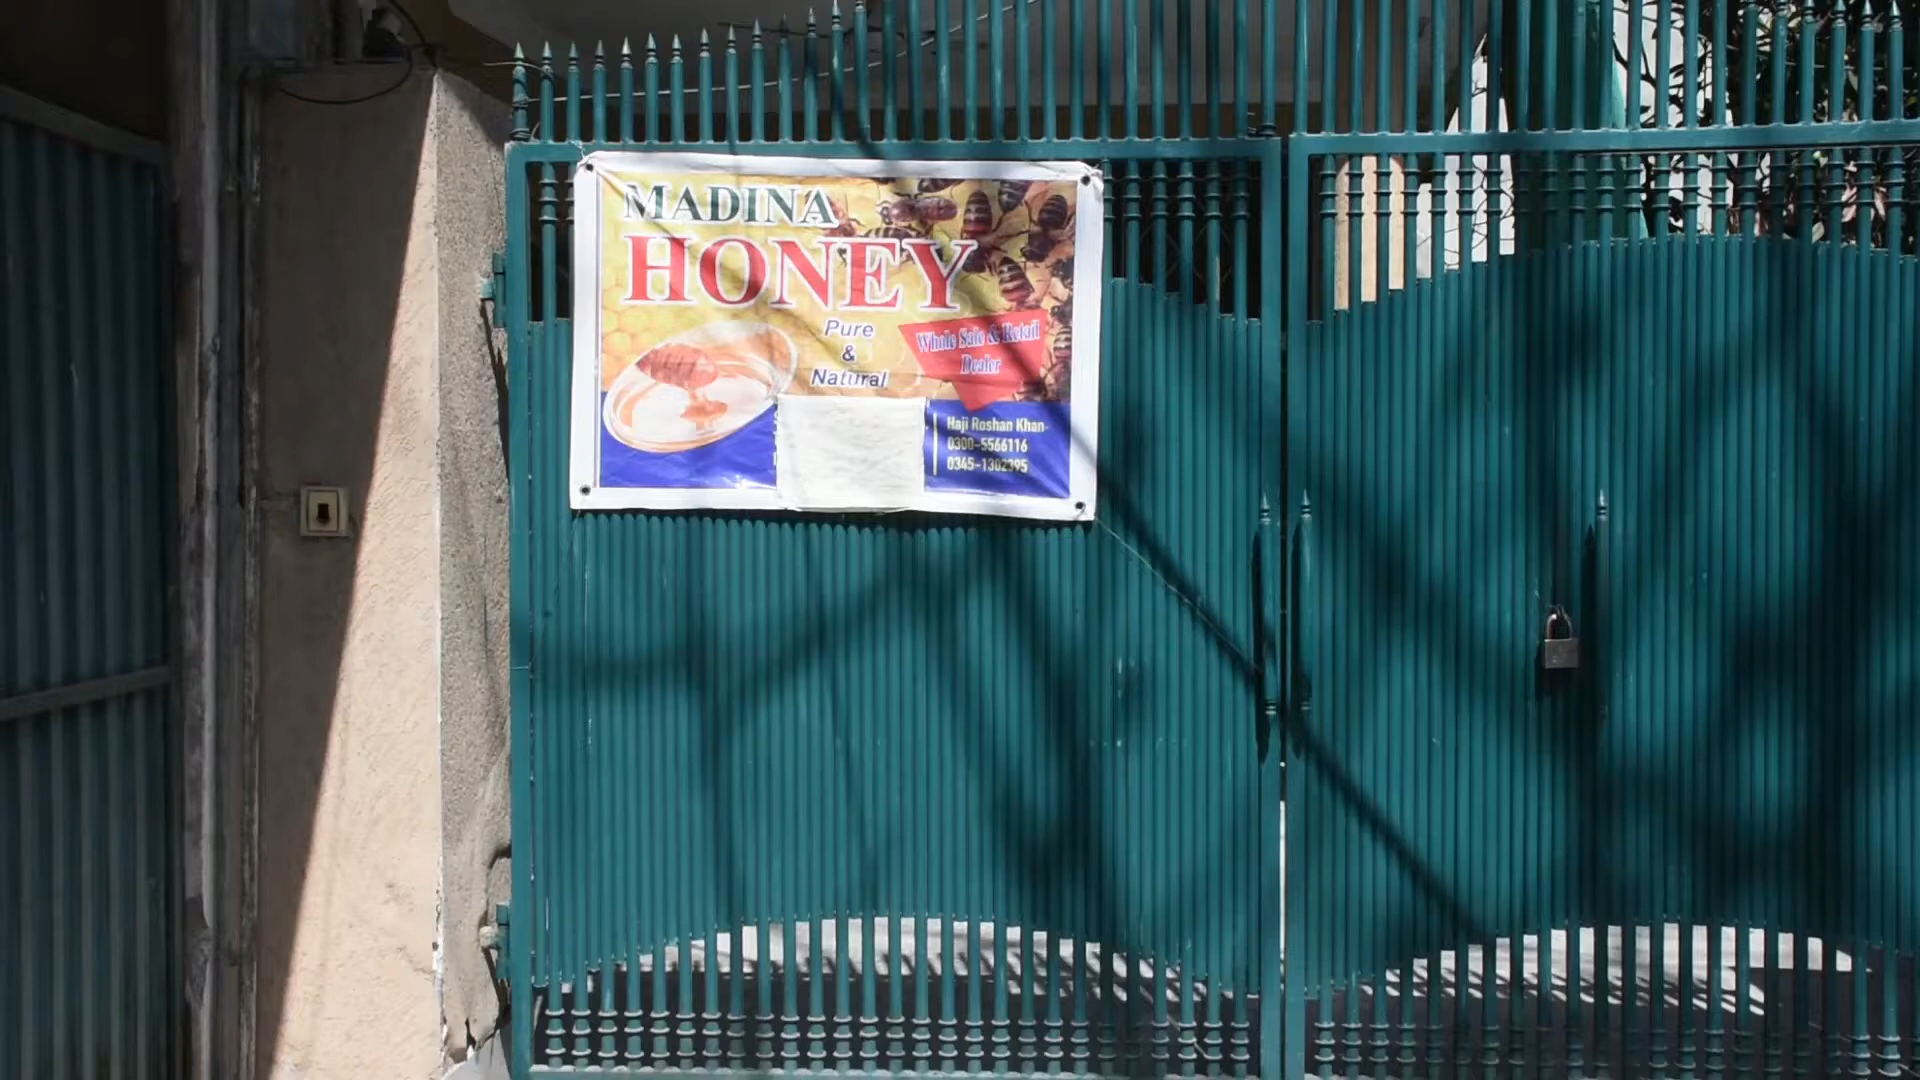 MADINA
HONEY
Pure
&
Natural
Whole Sale & Retail
Dealer
Haji Roshan Khan
0300-5566116
0345-1302395